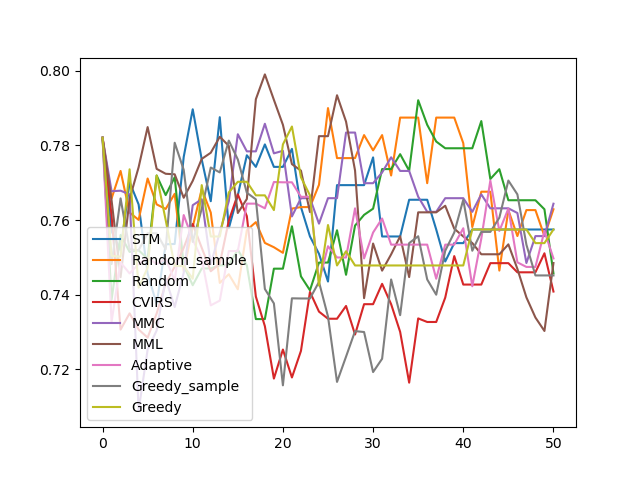 0.80
0.78
0.76
0.74
0.72
STM
Random_sample
Random
CVIRS
MMC
MML
Adaptive
Greedy_sample
Greedy
0 10 20 30 40 50